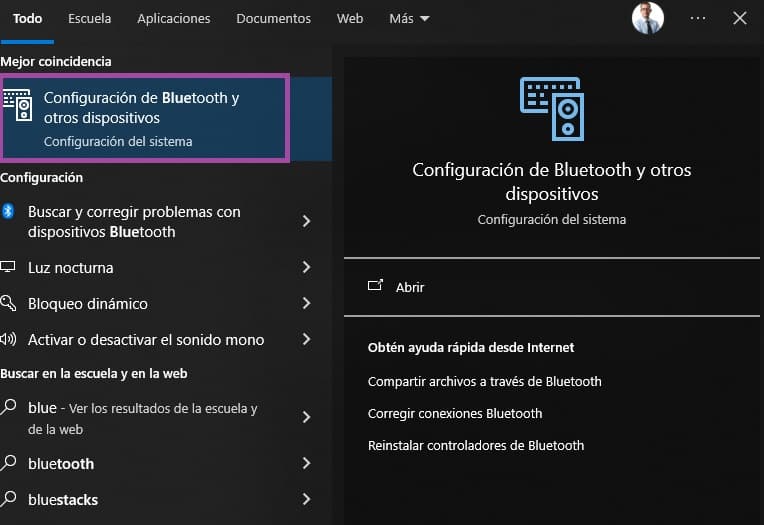 Todo Escuela Aplicaciones Documentos Web Más
Mejor coincidencia
Configuración de Bluetooth y
otros dispositivos
Configuración del sistema
Configuración
Buscar y corregir problemas con
dispositivos Bluetooth
Luz nocturna
Bloqueo dinámico
Activar o desactivar el sonido mono
Buscar en la escuela y en la web
blue - Ver los resultados de la escuela y
de la web
bluetooth
bluestacks
Configuración de Bluetooth y otros
dispositivos
Configuración del sistema
Abrir
Obtén ayuda rápida desde Internet
Compartir archivos a través de Bluetooth
Corregir conexiones Bluetooth
Reinstalar controladores de Bluetooth